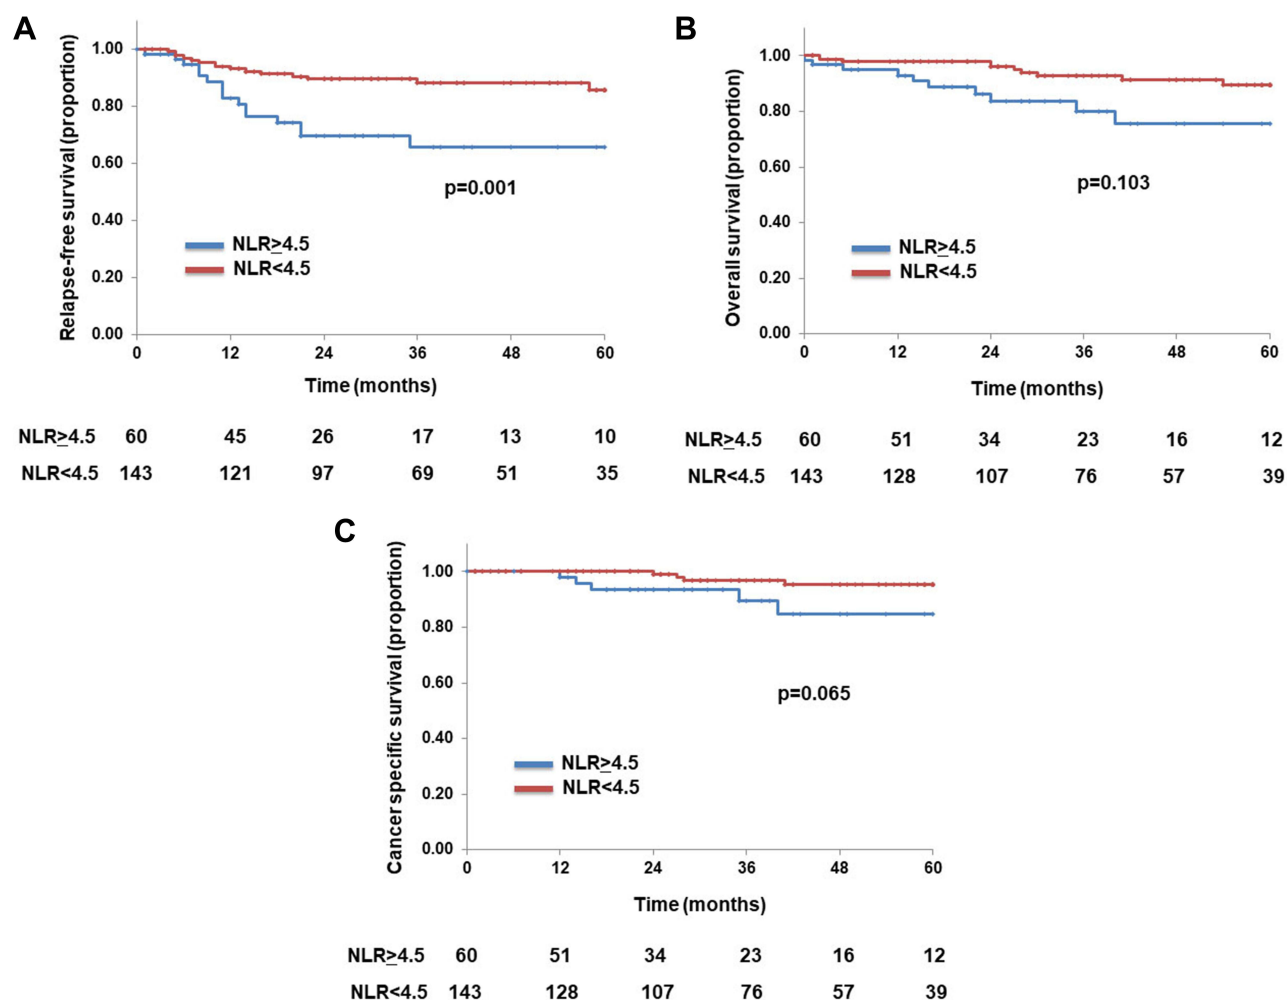 A
Relapse-free survival (proportion)
1.00
0.80
0.60
0.40
0.20
0.00
p=0.001
NLR≥4.5
NLR<4.5
0 12 24 36 48 60
Time (months)
NLR≥4.5 60 45 26 17 13 10
NLR<4.5 143 121 97 69 51 35
B
Overall survival (proportion)
1.00
0.80
0.60
0.40
0.20
0.00
p=0.103
NLR≥4.5
NLR<4.5
0 12 24 36 48 60
Time (months)
NLR≥4.5 60 51 34 23 16 12
NLR<4.5 143 128 107 76 57 39
C
Cancer specific survival (proportion)
1.00
0.80
0.60
0.40
0.20
0.00
p=0.065
NLR≥4.5
NLR<4.5
0 12 24 36 48 60
Time (months)
NLR≥4.5 60 51 34 23 16 12
NLR<4.5 143 128 107 76 57 39